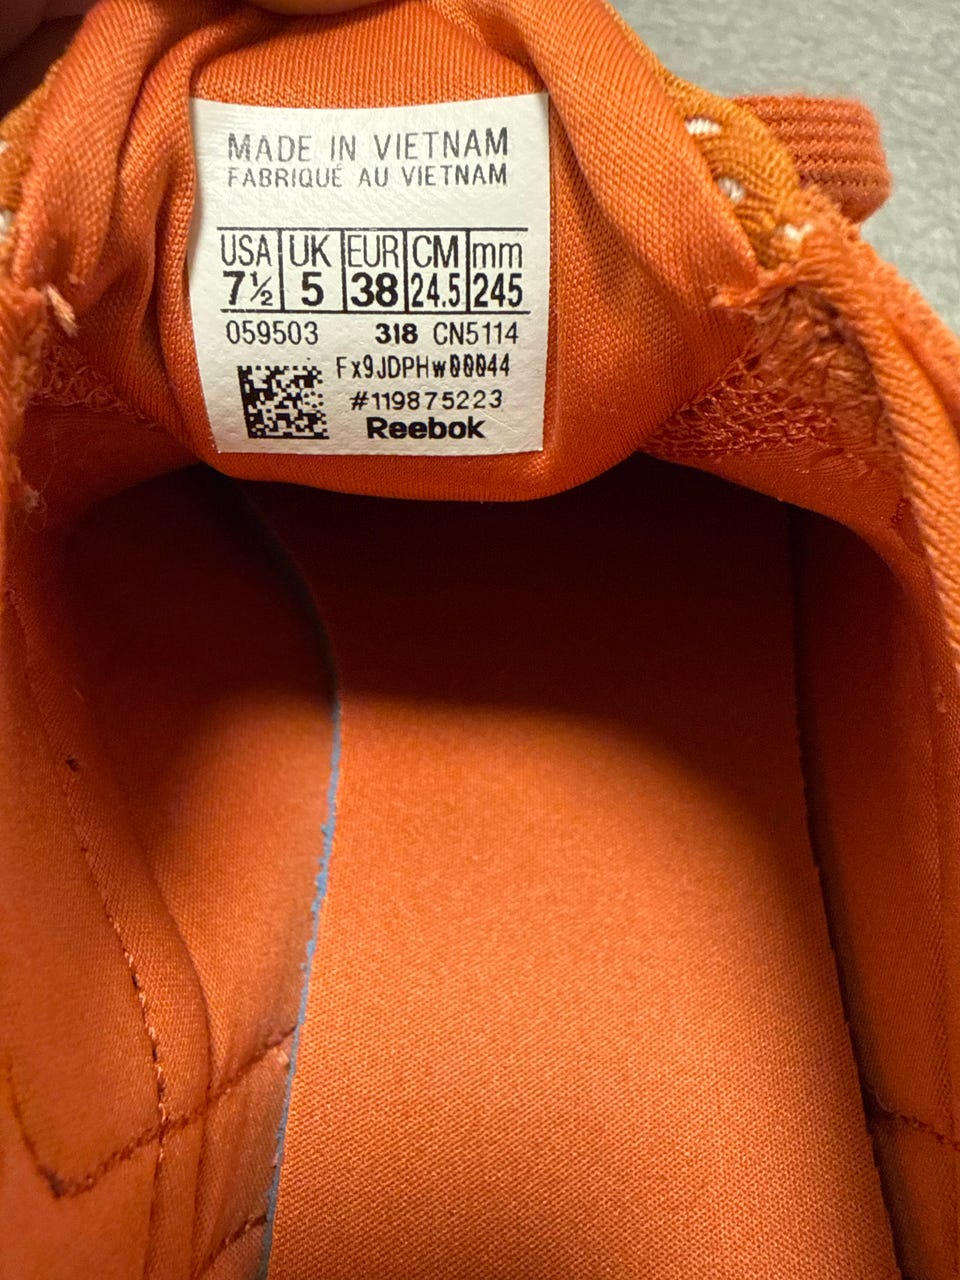 MADE IN VIETNAM
FABRIQUÉ AU VIETNAM
USA UK EUR CM mm
7½ 5 38 24.5 245
059503 318 CN5114
Fx9JDPHw00044
#119875223
Reebok